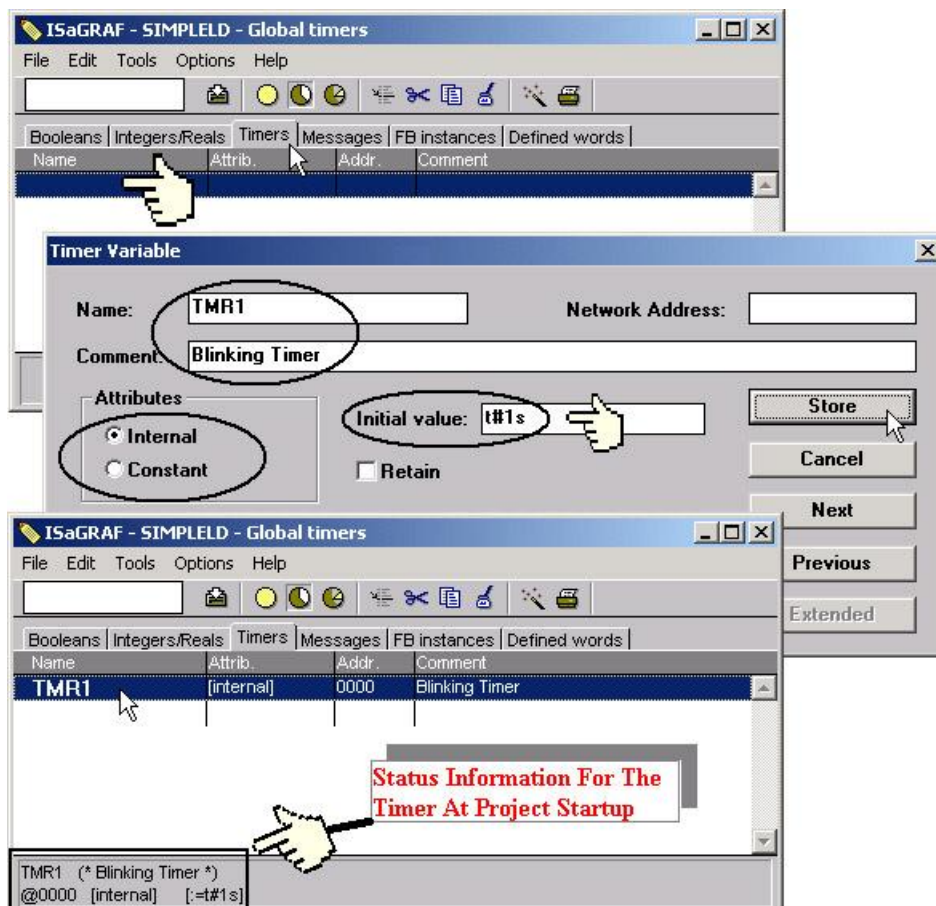 ISaGRAF - SIMPLELD - Global timers
File Edit Tools Options Help
Booleans Integers/Reals Timers Messages FB instances Defined words
Name Attrib. Addr. Comment
Timer Variable
Name: TMR1 Network Address:
Comment: Blinking Timer
Attributes
Internal
Constant
Initial value: t#1s
Retain
Store
Cancel
Next
Previous
Extended
ISaGRAF - SIMPLELD - Global timers
File Edit Tools Options Help
Booleans Integers/Reals Timers Messages FB instances Defined words
Name Attrib. Addr. Comment
TMR1 [internal] 0000 Blinking Timer
Status Information For The
Timer At Project Startup
TMR1 (* Blinking Timer *)
@0000 [internal] [:=t#1s]